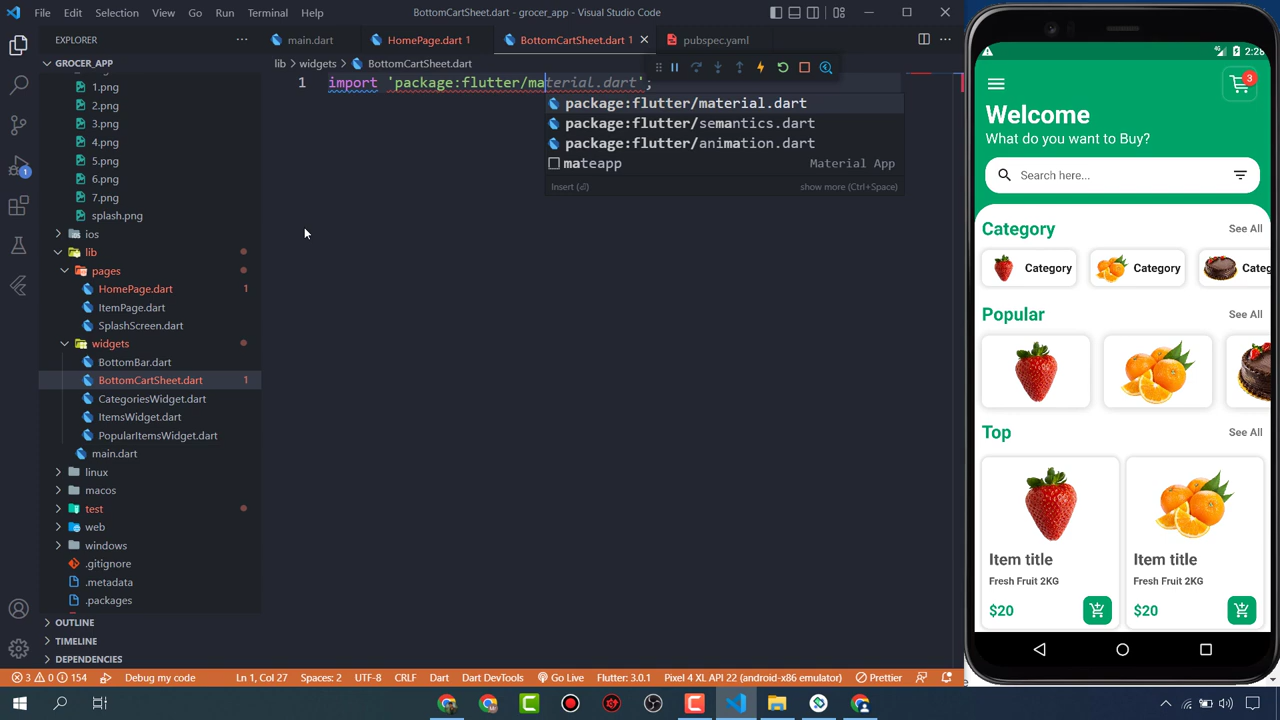 File Edit Selection View Go Run Terminal Help
BottomCartSheet.dart - grocer_app - Visual Studio Code
EXPLORER
main.dart
HomePage.dart 1
BottomCartSheet.dart 1
pubspec.yaml
GROCER_APP
lib > widgets > BottomCartSheet.dart
1.png
2.png
3.png
4.png
5.png
6.png
7.png
splash.png
ios
lib
pages
HomePage.dart 1
ItemPage.dart
SplashScreen.dart
widgets
BottomBar.dart
BottomCartSheet.dart 1
CategoriesWidget.dart
ItemsWidget.dart
PopularItemsWidget.dart
main.dart
linux
macos
test
web
windows
.gitignore
.metadata
.packages
OUTLINE
TIMELINE
DEPENDENCIES
1
1 import 'package:flutter/material.dart';
package:flutter/material.dart
package:flutter/semantics.dart
package:flutter/animation.dart
mateapp Material App
Insert (⏎) show more (Ctrl+Space)
3 0 154 Debug my code
Ln 1, Col 27 Spaces: 2 UTF-8 CRLF Dart Dart DevTools Go Live Flutter: 3.0.1 Pixel 4 XL API 22 (android-x86 emulator) Prettier
4G 2:26
3
Welcome
What do you want to Buy?
Search here...
Category See All
Category Category Categ
Popular See All
Top See All
Item title Item title
Fresh Fruit 2KG Fresh Fruit 2KG
$20 $20